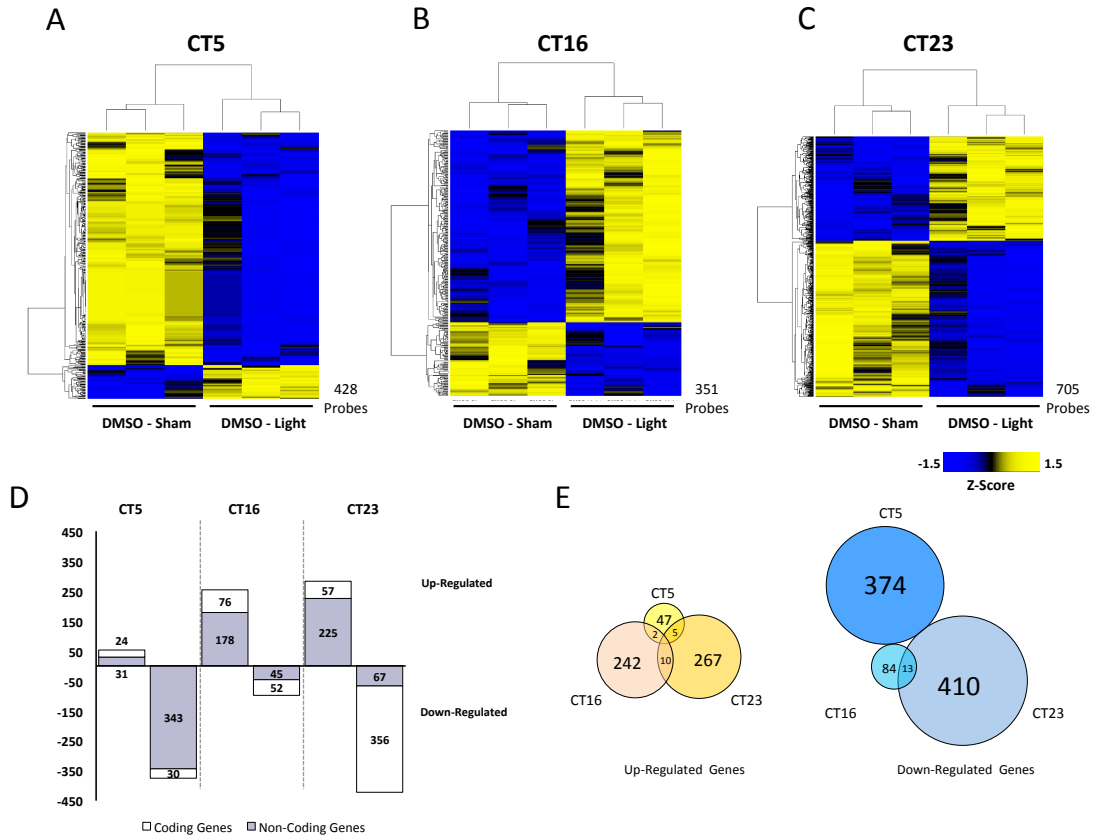 A
CT5
428
Probes
DMSO - Sham
DMSO - Light
B
CT16
351
Probes
DMSO - Sham
DMSO - Light
C
CT23
705
Probes
DMSO - Sham
DMSO - Light
-1.5
1.5
Z-Score
D
CT5
CT16
CT23
450
350
250
150
50
-50
-150
-250
-350
-450
24
31
343
30
76
178
45
52
57
225
67
356
Up-Regulated
Down-Regulated
Coding Genes
Non-Coding Genes
E
CT5
47
2
5
242
10
267
CT16
CT23
Up-Regulated Genes
CT5
374
84
13
410
CT16
CT23
Down-Regulated Genes